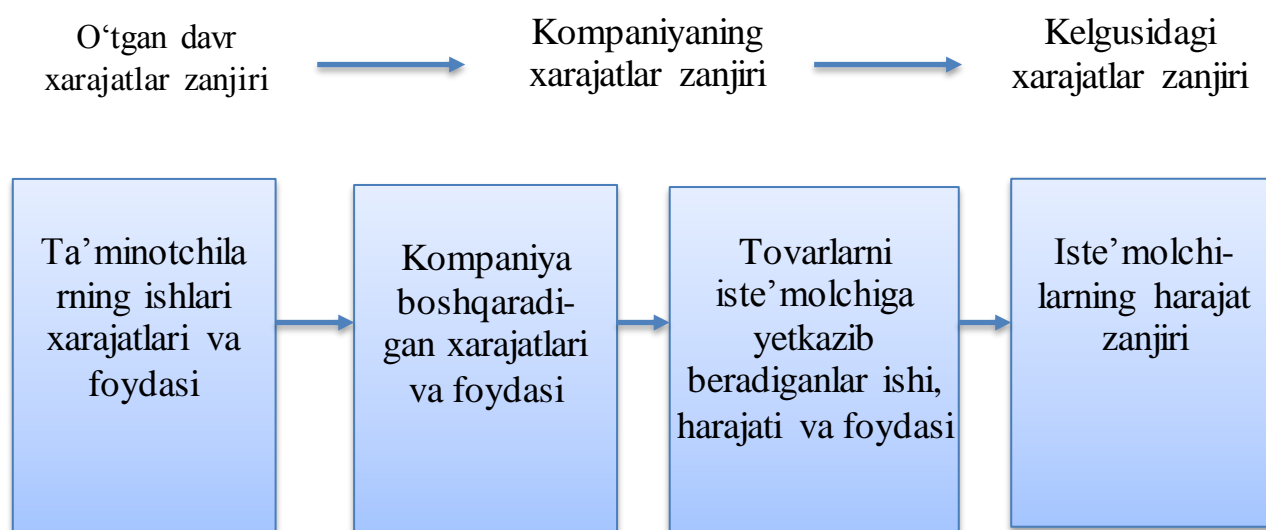 O‘tgan davr
xarajatlar zanjiri
Kompaniyaning
xarajatlar zanjiri
Kelgusidagi
xarajatlar zanjiri
Ta’minotchila
rning ishlari
xarajatlari va
foydasi
Kompaniya
boshqaradi-
gan xarajatlari
va foydasi
Tovarlarni
iste’molchiga
yetkazib
beradiganlar ishi,
harajati va foydasi
Iste’molchi-
larning harajat
zanjiri